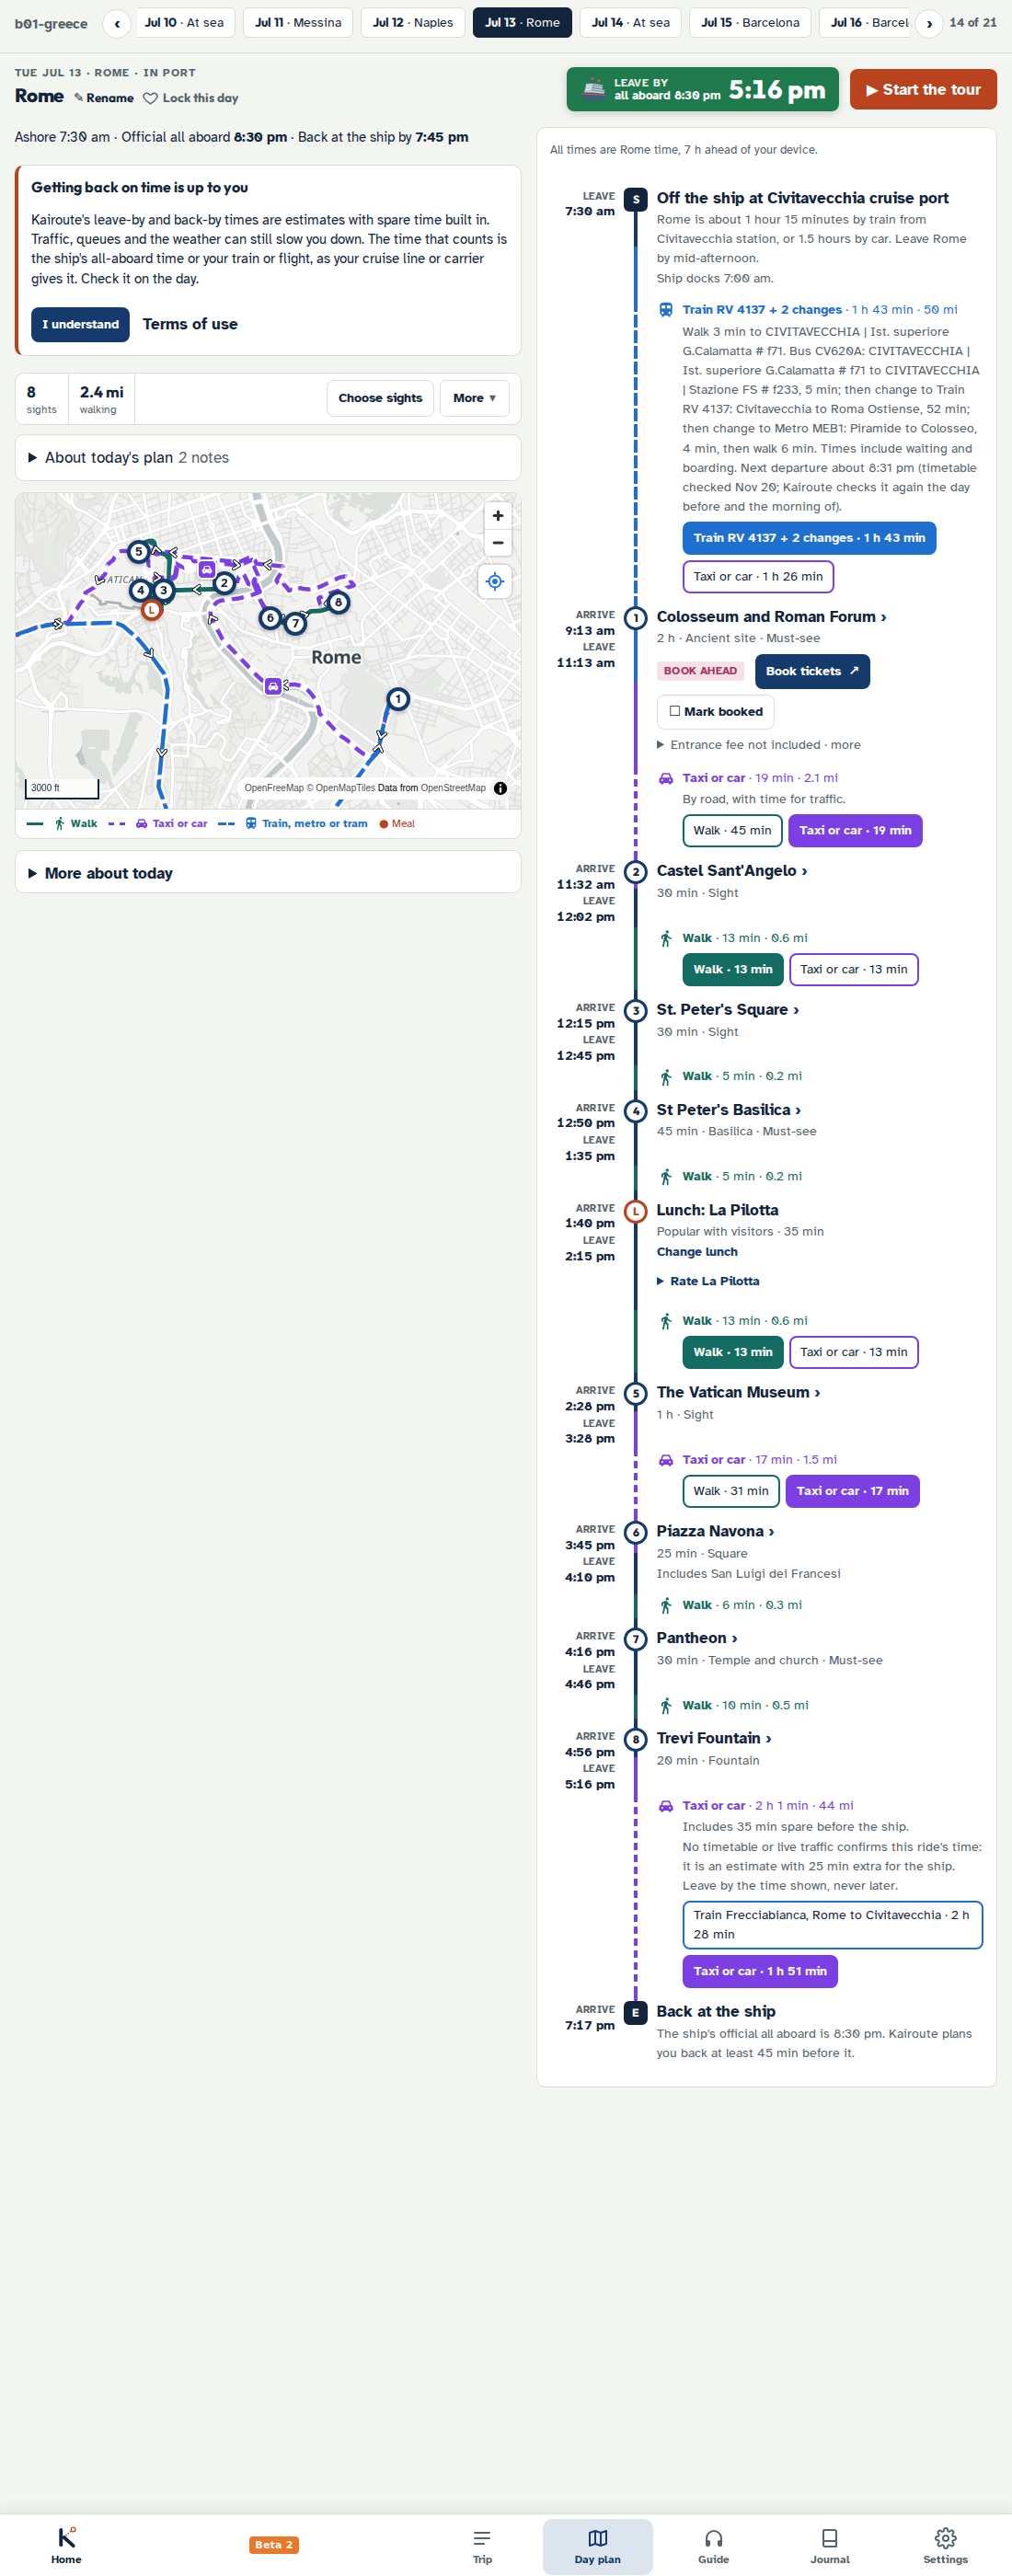 b01-greece
‹
Jul 10 · At sea
Jul 11 · Messina
Jul 12 · Naples
Jul 13 · Rome
Jul 14 · At sea
Jul 15 · Barcelona
Jul 16 · Barcel
›
14 of 21
TUE JUL 13 · ROME · IN PORT
Rome ✎ Rename Lock this day
LEAVE BY
all aboard 8:30 pm
5:16 pm
▶ Start the tour
Ashore 7:30 am · Official all aboard 8:30 pm · Back at the ship by 7:45 pm
Getting back on time is up to you
Kairoute's leave-by and back-by times are estimates with spare time built in.
Traffic, queues and the weather can still slow you down. The time that counts is
the ship's all-aboard time or your train or flight, as your cruise line or carrier
gives it. Check it on the day.
I understand
Terms of use
8
sights
2.4 mi
walking
Choose sights
More ▾
▶ About today's plan 2 notes
5
VATICAN
4
3
2
L
6
7
8
Rome
1
+
−
3000 ft
OpenFreeMap © OpenMapTiles Data from OpenStreetMap
Walk
Taxi or car
Train, metro or tram
Meal
▶ More about today
All times are Rome time, 7 h ahead of your device.
LEAVE
7:30 am
S
Off the ship at Civitavecchia cruise port
Rome is about 1 hour 15 minutes by train from
Civitavecchia station, or 1.5 hours by car. Leave Rome
by mid-afternoon.
Ship docks 7:00 am.
Train RV 4137 + 2 changes · 1 h 43 min · 50 mi
Walk 3 min to CIVITAVECCHIA | Ist. superiore
G.Calamatta # f71. Bus CV620A: CIVITAVECCHIA |
Ist. superiore G.Calamatta # f71 to CIVITAVECCHIA
| Stazione FS # f233, 5 min; then change to Train
RV 4137: Civitavecchia to Roma Ostiense, 52 min;
then change to Metro MEB1: Piramide to Colosseo,
4 min, then walk 6 min. Times include waiting and
boarding. Next departure about 8:31 pm (timetable
checked Nov 20; Kairoute checks it again the day
before and the morning of).
Train RV 4137 + 2 changes · 1 h 43 min
Taxi or car · 1 h 26 min
ARRIVE
9:13 am
LEAVE
11:13 am
1
Colosseum and Roman Forum ›
2 h · Ancient site · Must-see
BOOK AHEAD
Book tickets ↗
☐ Mark booked
▶ Entrance fee not included · more
Taxi or car · 19 min · 2.1 mi
By road, with time for traffic.
Walk · 45 min
Taxi or car · 19 min
ARRIVE
11:32 am
LEAVE
12:02 pm
2
Castel Sant'Angelo ›
30 min · Sight
Walk · 13 min · 0.6 mi
Walk · 13 min
Taxi or car · 13 min
ARRIVE
12:15 pm
LEAVE
12:45 pm
3
St. Peter's Square ›
30 min · Sight
Walk · 5 min · 0.2 mi
ARRIVE
12:50 pm
LEAVE
1:35 pm
4
St Peter's Basilica ›
45 min · Basilica · Must-see
Walk · 5 min · 0.2 mi
ARRIVE
1:40 pm
LEAVE
2:15 pm
L
Lunch: La Pilotta
Popular with visitors · 35 min
Change lunch
▶ Rate La Pilotta
Walk · 13 min · 0.6 mi
Walk · 13 min
Taxi or car · 13 min
ARRIVE
2:28 pm
LEAVE
3:28 pm
5
The Vatican Museum ›
1 h · Sight
Taxi or car · 17 min · 1.5 mi
Walk · 31 min
Taxi or car · 17 min
ARRIVE
3:45 pm
LEAVE
4:10 pm
6
Piazza Navona ›
25 min · Square
Includes San Luigi dei Francesi
Walk · 6 min · 0.3 mi
ARRIVE
4:16 pm
LEAVE
4:46 pm
7
Pantheon ›
30 min · Temple and church · Must-see
Walk · 10 min · 0.5 mi
ARRIVE
4:56 pm
LEAVE
5:16 pm
8
Trevi Fountain ›
20 min · Fountain
Taxi or car · 2 h 1 min · 44 mi
Includes 35 min spare before the ship.
No timetable or live traffic confirms this ride's time:
it is an estimate with 25 min extra for the ship.
Leave by the time shown, never later.
Train Frecciabianca, Rome to Civitavecchia · 2 h
28 min
Taxi or car · 1 h 51 min
ARRIVE
7:17 pm
E
Back at the ship
The ship's official all aboard is 8:30 pm. Kairoute plans
you back at least 45 min before it.
Home
Beta 2
Trip
Day plan
Guide
Journal
Settings